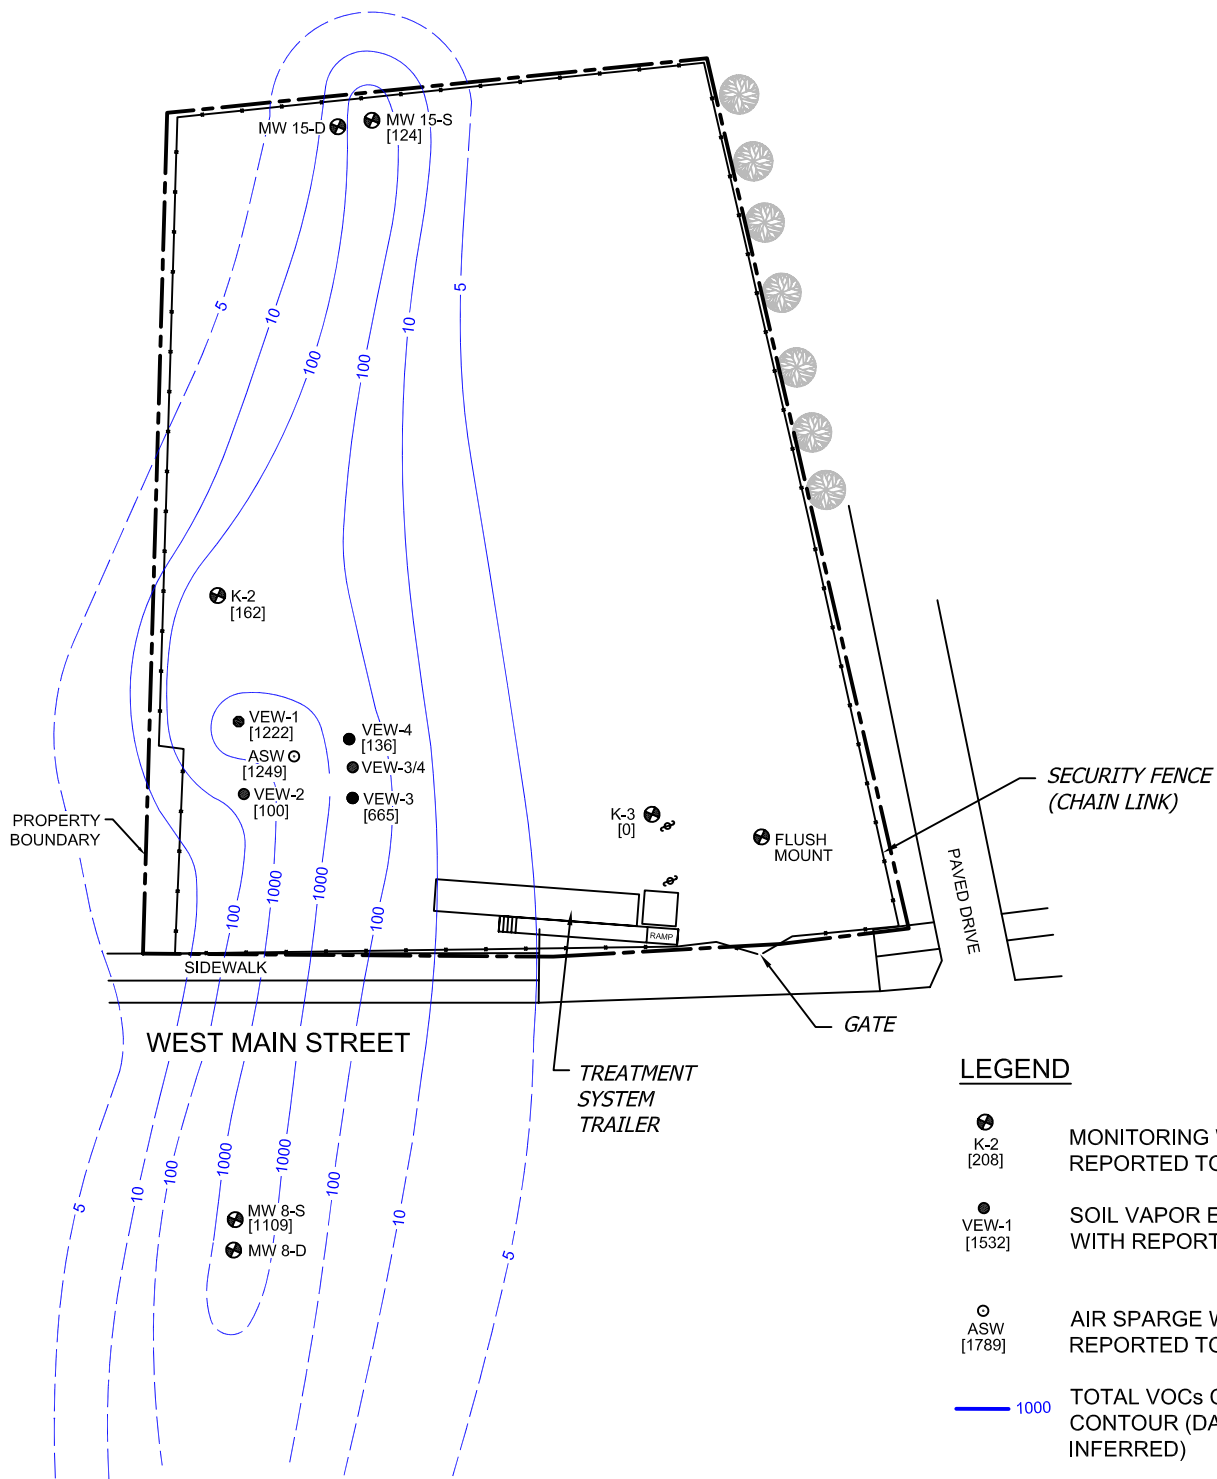 MW 15-D
MW 15-S
[124]
5
10
100
100
10
5
K-2
[162]
VEW-1
[1222]
ASW
[1249]
VEW-2
[100]
VEW-4
[136]
VEW-3/4
VEW-3
[665]
K-3
[0]
FLUSH
MOUNT
SECURITY FENCE
(CHAIN LINK)
PROPERTY
BOUNDARY
PAVED DRIVE
100
1000
1000
100
RAMP
SIDEWALK
WEST MAIN STREET
GATE
TREATMENT
SYSTEM
TRAILER
5
10
100
1000
1000
100
10
5
MW 8-S
[1109]
MW 8-D
LEGEND
K-2
[208]
MONITORING
REPORTED
VEW-1
[1532]
SOIL VAPOR
WITH
ASW
[1789]
AIR SPARGE
REPORTED
1000
TOTAL VOCs
CONTOUR
INFERRED)